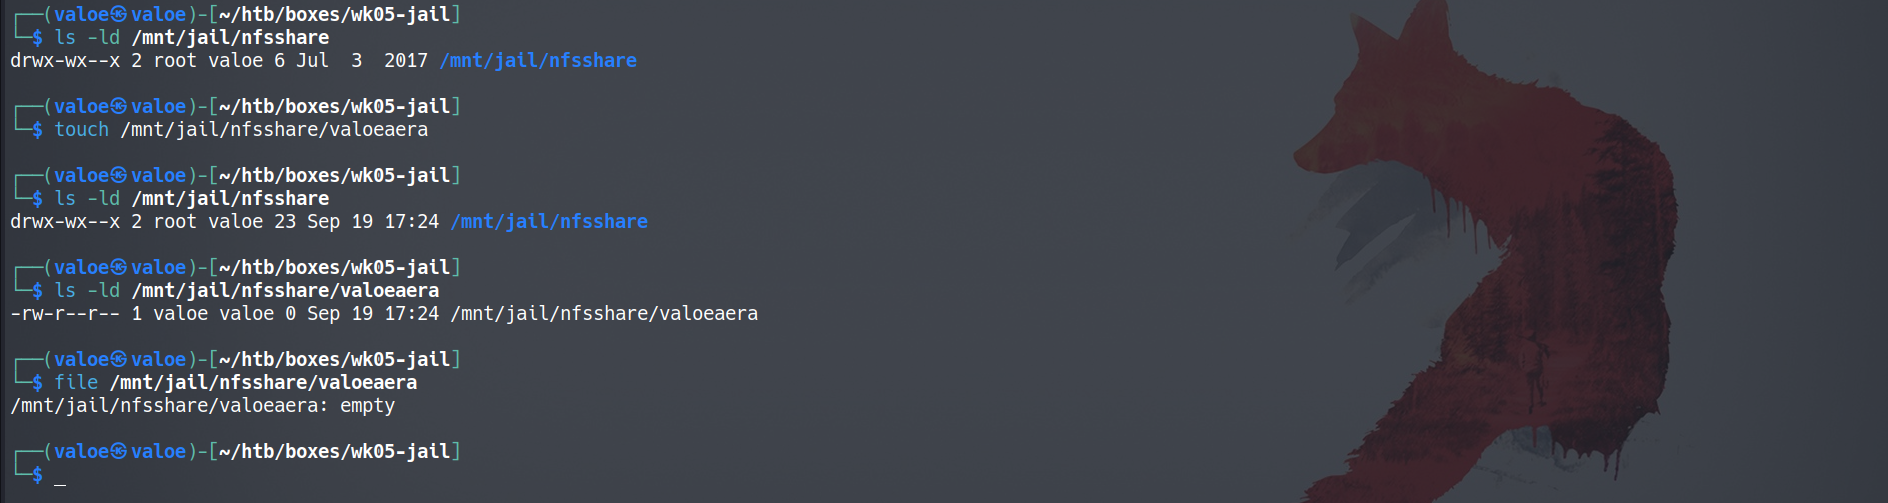 ┌──(valoe㉿valoe)-[~/htb/boxes/wk05-jail]
└─$ ls -ld /mnt/jail/nfsshare
drwx-wx--x 2 root valoe 6 Jul  3  2017 /mnt/jail/nfsshare
┌──(valoe㉿valoe)-[~/htb/boxes/wk05-jail]
└─$ touch /mnt/jail/nfsshare/valoeaera
┌──(valoe㉿valoe)-[~/htb/boxes/wk05-jail]
└─$ ls -ld /mnt/jail/nfsshare
drwx-wx--x 2 root valoe 23 Sep 19 17:24 /mnt/jail/nfsshare
┌──(valoe㉿valoe)-[~/htb/boxes/wk05-jail]
└─$ ls -ld /mnt/jail/nfsshare/valoeaera
-rw-r--r-- 1 valoe valoe 0 Sep 19 17:24 /mnt/jail/nfsshare/valoeaera
┌──(valoe㉿valoe)-[~/htb/boxes/wk05-jail]
└─$ file /mnt/jail/nfsshare/valoeaera
/mnt/jail/nfsshare/valoeaera: empty
┌──(valoe㉿valoe)-[~/htb/boxes/wk05-jail]
└─$ _